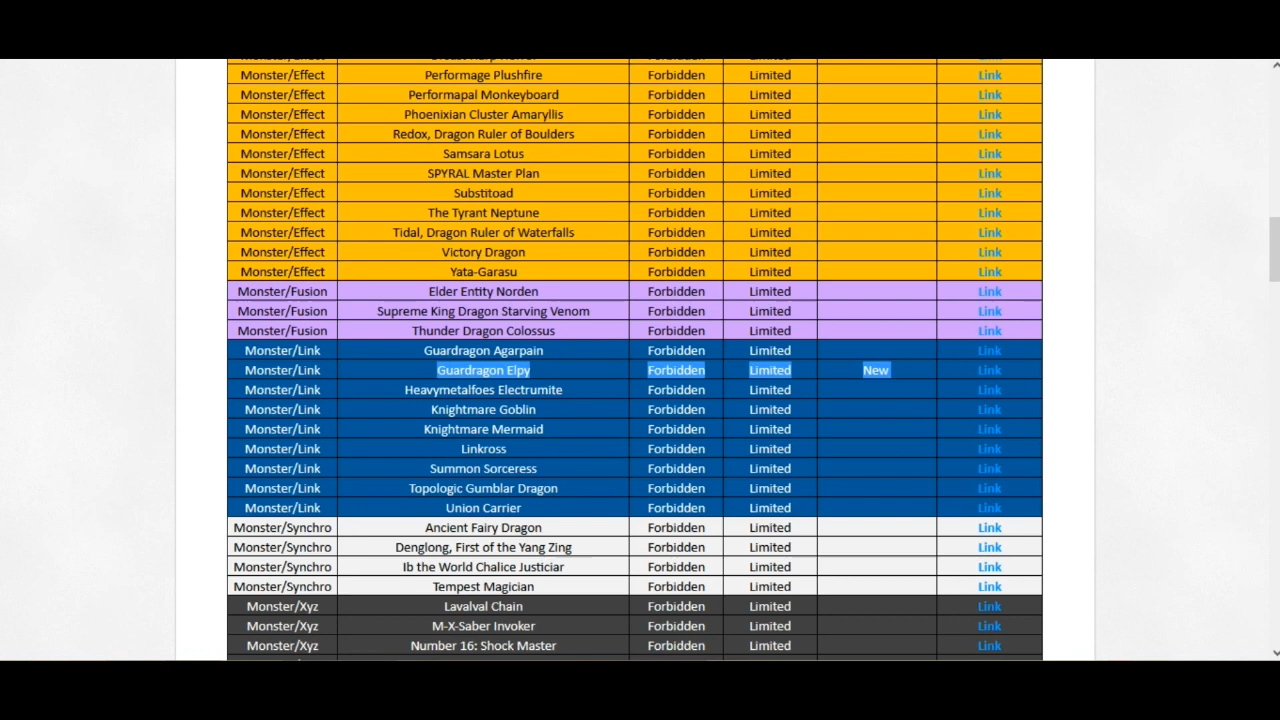 Monster/Effect Performage Plushfire Forbidden Limited Link
Monster/Effect Performapal Monkeyboard Forbidden Limited Link
Monster/Effect Phoenixian Cluster Amaryllis Forbidden Limited Link
Monster/Effect Redox, Dragon Ruler of Boulders Forbidden Limited Link
Monster/Effect Samsara Lotus Forbidden Limited Link
Monster/Effect SPYRAL Master Plan Forbidden Limited Link
Monster/Effect Substitoad Forbidden Limited Link
Monster/Effect The Tyrant Neptune Forbidden Limited Link
Monster/Effect Tidal, Dragon Ruler of Waterfalls Forbidden Limited Link
Monster/Effect Victory Dragon Forbidden Limited Link
Monster/Effect Yata-Garasu Forbidden Limited Link
Monster/Fusion Elder Entity Norden Forbidden Limited Link
Monster/Fusion Supreme King Dragon Starving Venom Forbidden Limited Link
Monster/Fusion Thunder Dragon Colossus Forbidden Limited Link
Monster/Link Guardragon Agarpain Forbidden Limited Link
Monster/Link Guardragon Elpy Forbidden Limited New Link
Monster/Link Heavymetalfoes Electrumite Forbidden Limited Link
Monster/Link Knightmare Goblin Forbidden Limited Link
Monster/Link Knightmare Mermaid Forbidden Limited Link
Monster/Link Linkross Forbidden Limited Link
Monster/Link Summon Sorceress Forbidden Limited Link
Monster/Link Topologic Gumblar Dragon Forbidden Limited Link
Monster/Link Union Carrier Forbidden Limited Link
Monster/Synchro Ancient Fairy Dragon Forbidden Limited Link
Monster/Synchro Denglong, First of the Yang Zing Forbidden Limited Link
Monster/Synchro Ib the World Chalice Justiciar Forbidden Limited Link
Monster/Synchro Tempest Magician Forbidden Limited Link
Monster/Xyz Lavalval Chain Forbidden Limited Link
Monster/Xyz M-X-Saber Invoker Forbidden Limited Link
Monster/Xyz Number 16: Shock Master Forbidden Limited Link